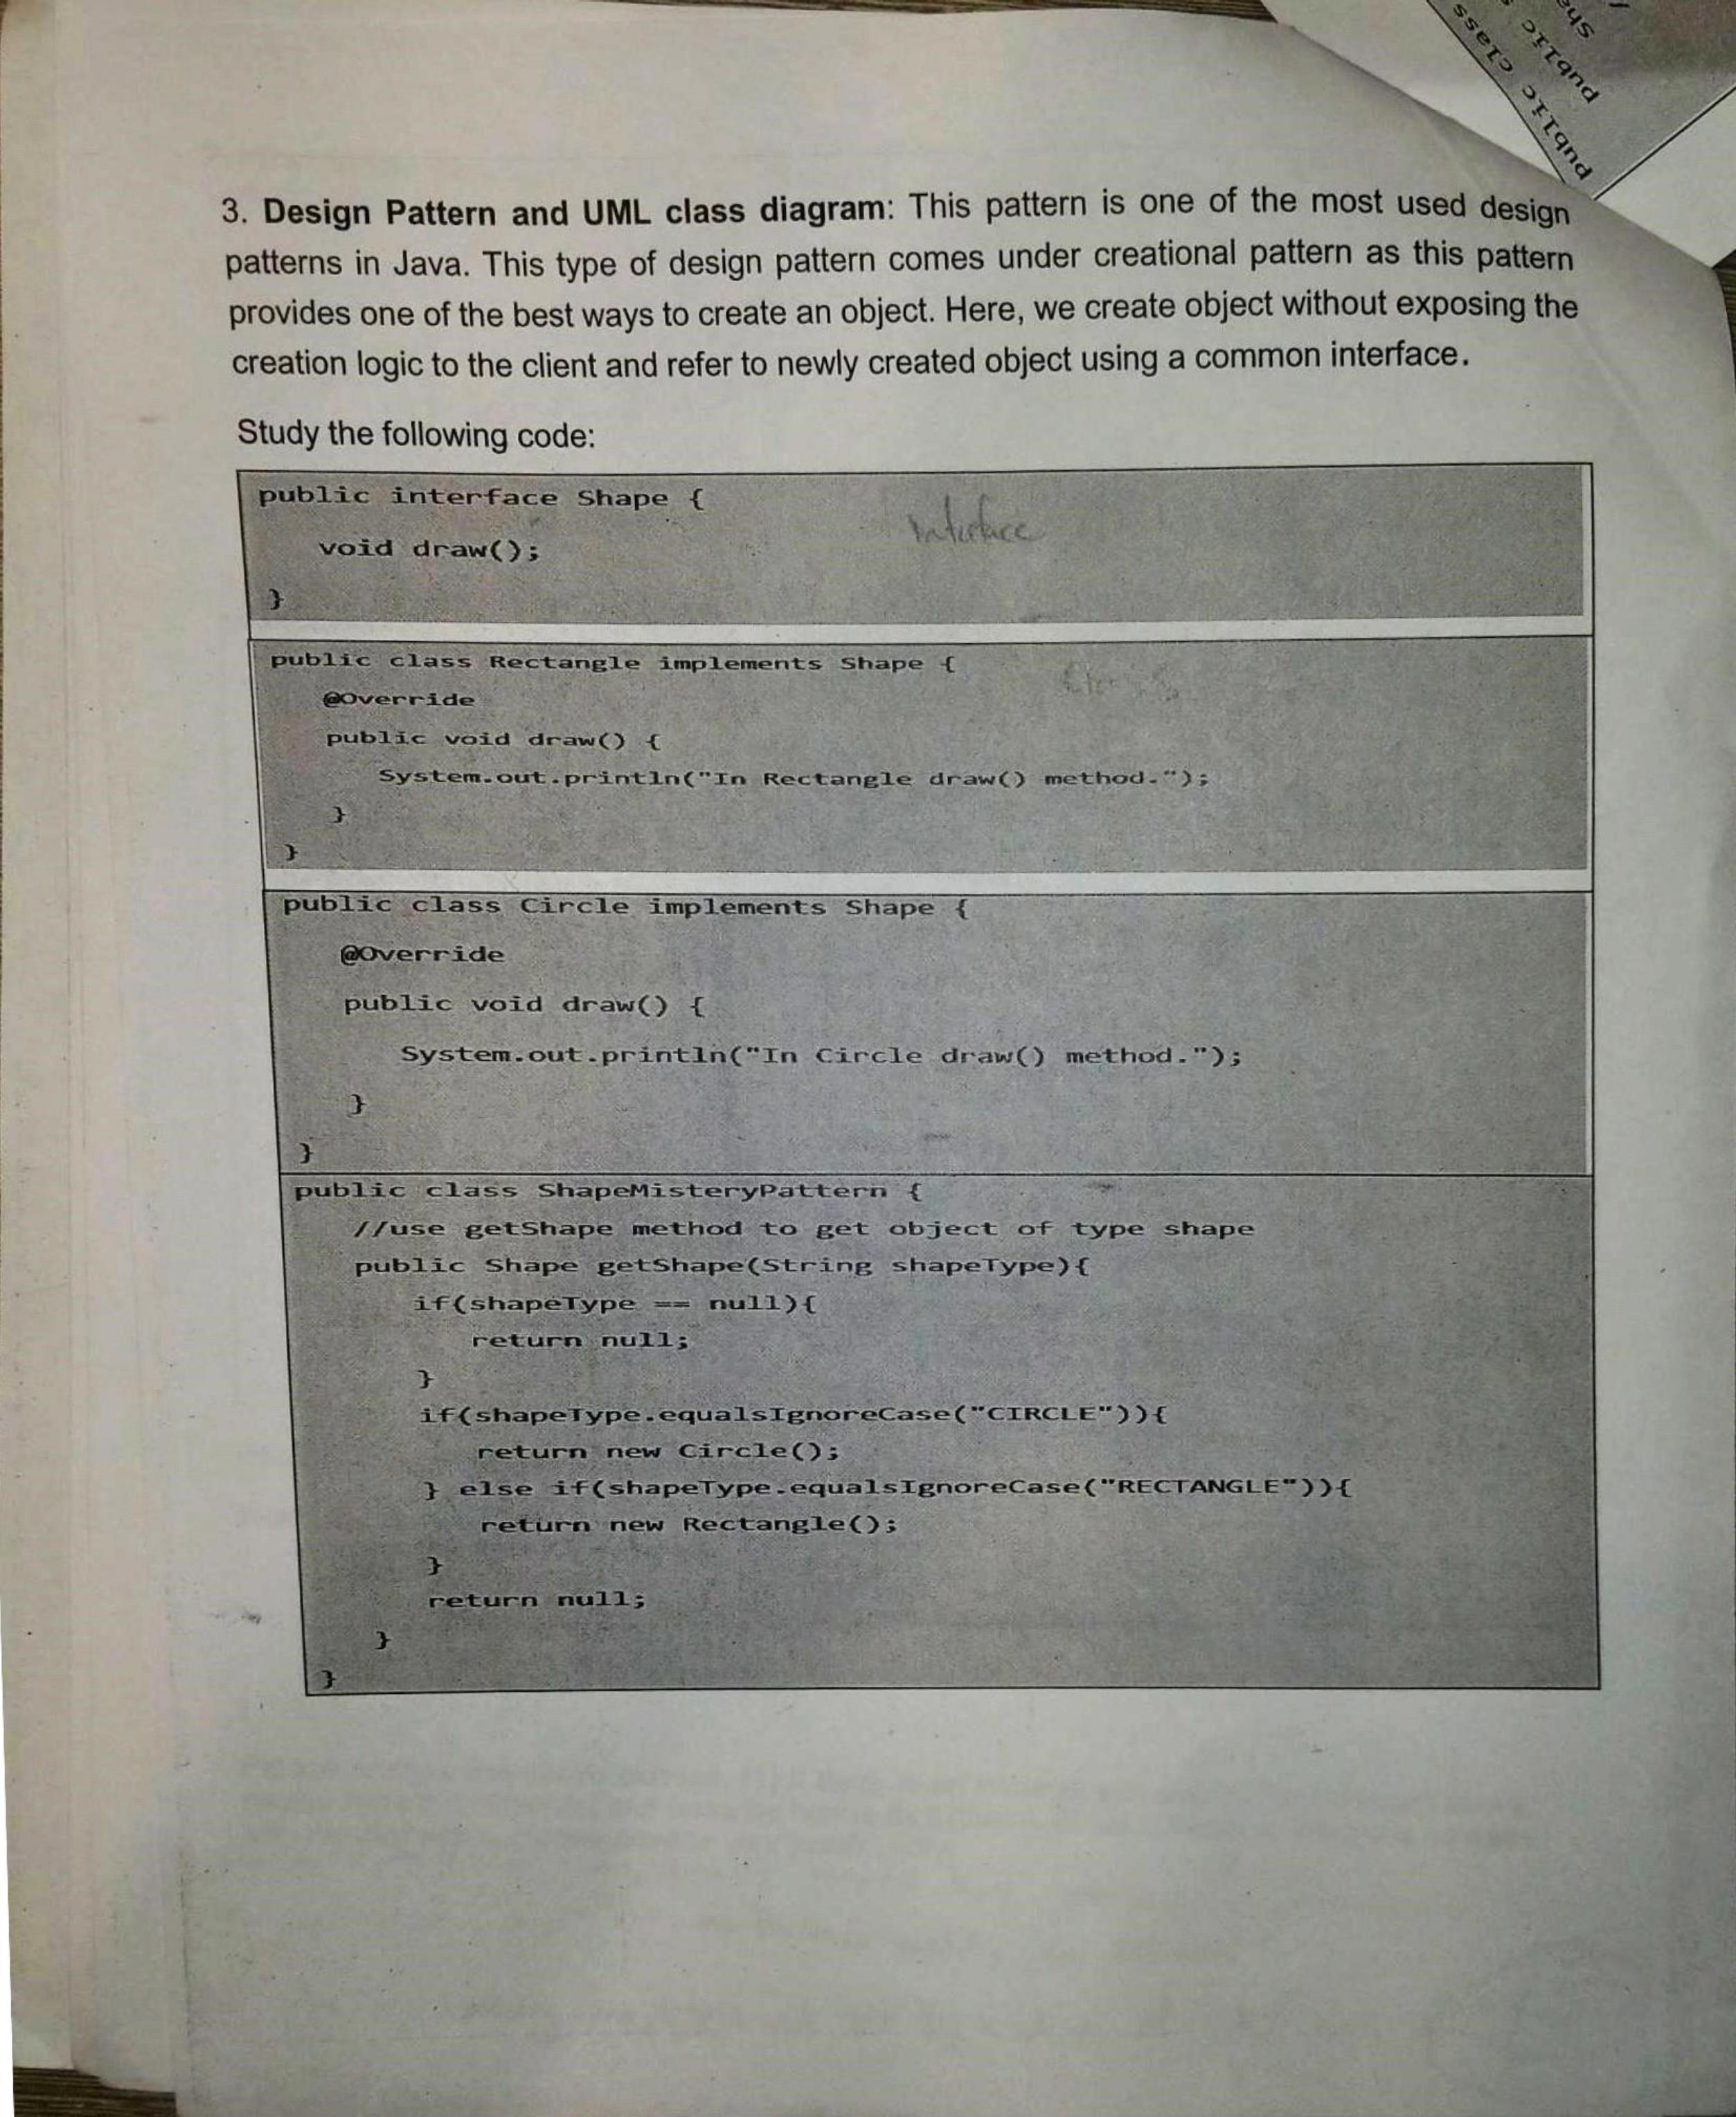 public class
public
sha
3. Design Pattern and UML class diagram: This pattern is one of the most used design
patterns in Java. This type of design pattern comes under creational pattern as this pattern
provides one of the best ways to create an object. Here, we create object without exposing the
creation logic to the client and refer to newly created object using a common interface.
Study the following code:
public interface Shape {
Interface
void draw();
}
public class Rectangle implements Shape {
@Override
public void draw() {
System.out.println("In Rectangle draw() method.");
}
}
public class Circle implements Shape {
@Override
public void draw() {
System.out.println("In Circle draw() method.");
}
}
public class ShapeMisteryPattern {
//use getShape method to get object of type shape
public Shape getShape(String shapeType){
if(shapeType == null){
return null;
}
if(shapeType.equalsIgnoreCase("CIRCLE")){
return new Circle();
} else if(shapeType.equalsIgnoreCase("RECTANGLE")){
return new Rectangle();
}
return null;
}
}